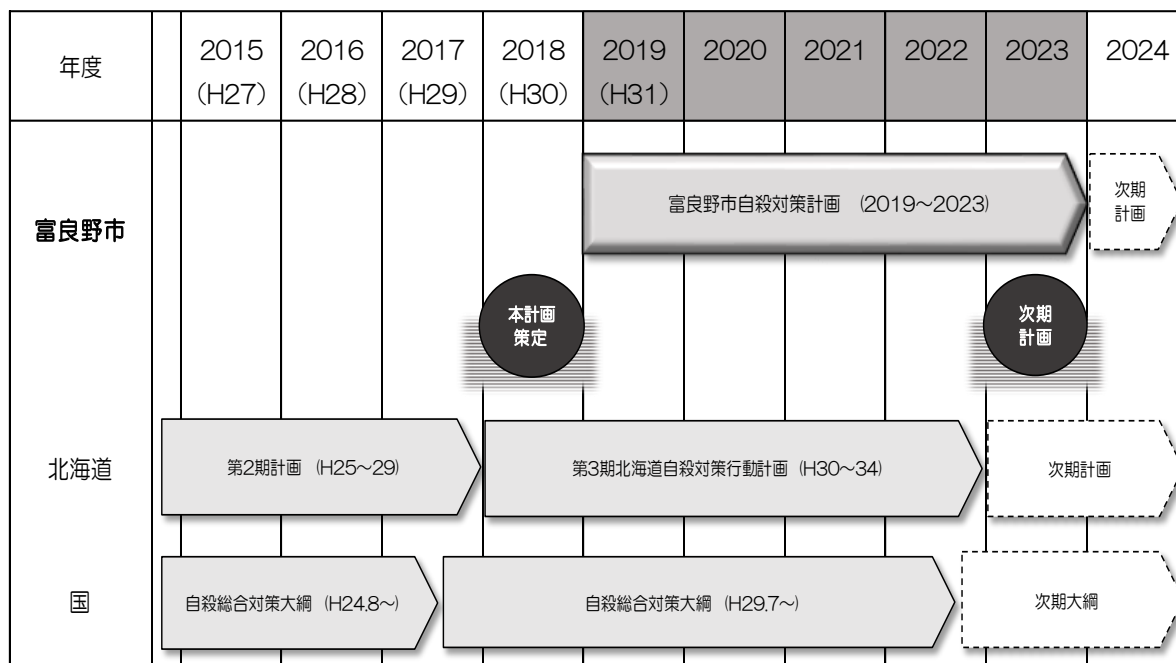 年度
2015
(H27)
2016
(H28)
2017
(H29)
2018
(H30)
2019
(H31)
2020
2021
2022
2023
2024
富良野市
富良野市自殺対策計画 (2019～2023)
次期
計画
本計画
策定
次期
計画
北海道
第2期計画 (H25～29)
第3期北海道自殺対策行動計画 (H30～34)
次期計画
国
自殺総合対策大綱 (H24.8～)
自殺総合対策大綱 (H29.7～)
次期大綱